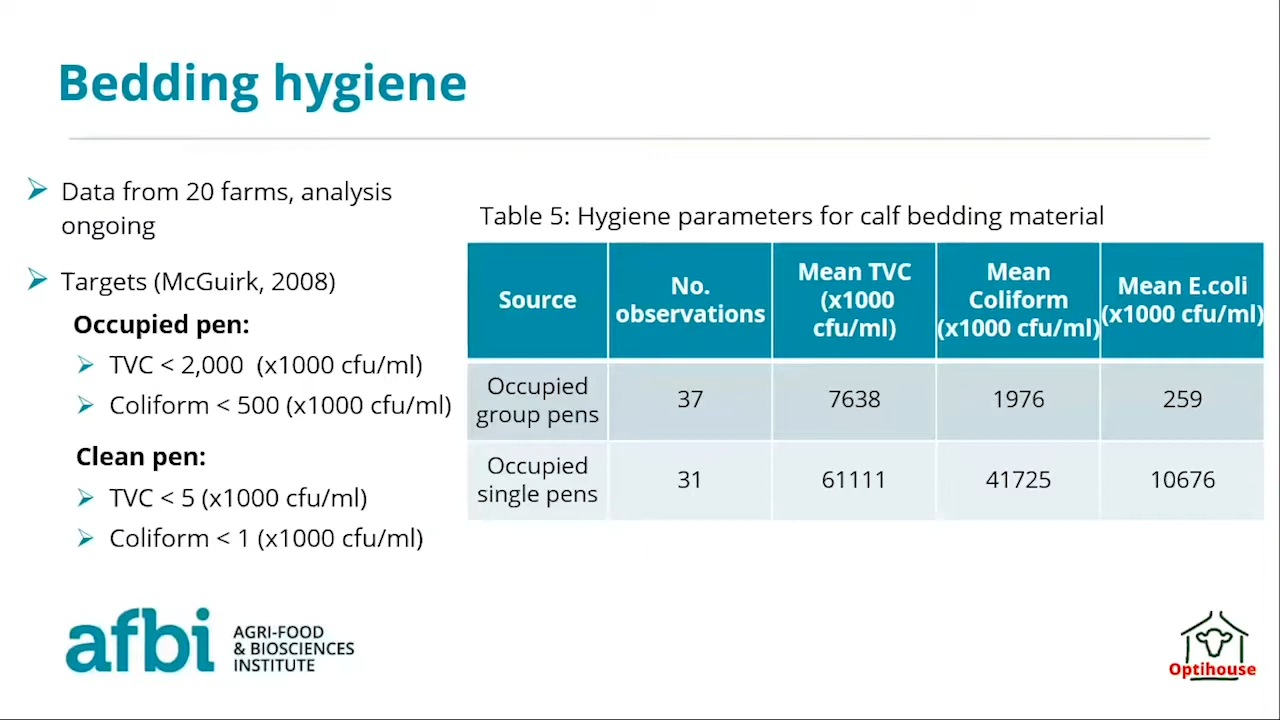 Bedding hygiene
Data from 20 farms, analysis
ongoing
Targets (McGuirk, 2008)
Occupied pen:
TVC < 2,000 (x1000 cfu/ml)
Coliform < 500 (x1000 cfu/ml)
Clean pen:
TVC < 5 (x1000 cfu/ml)
Coliform < 1 (x1000 cfu/ml)
Table 5: Hygiene parameters for calf bedding material
Source
No.
observations
Mean TVC
(x1000
cfu/ml)
Mean
Coliform
(x1000 cfu/ml)
Mean E.coli
(x1000 cfu/ml)
Occupied
group pens
37
7638
1976
259
Occupied
single pens
31
61111
41725
10676
afbi
AGRI-FOOD
& BIOSCIENCES
INSTITUTE
Optihouse